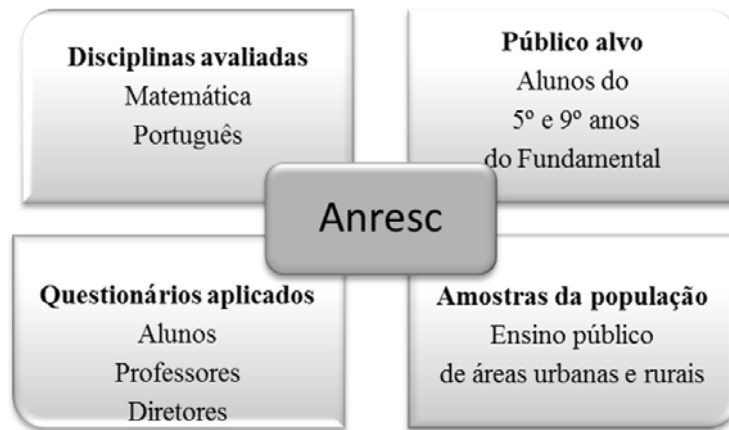 Disciplinas avaliadas
Matemática
Português
Público alvo
Alunos do
5º e 9º anos
do Fundamental
Anresc
Questionários aplicados
Alunos
Professores
Diretores
Amostras da população
Ensino público
de áreas urbanas e rurais